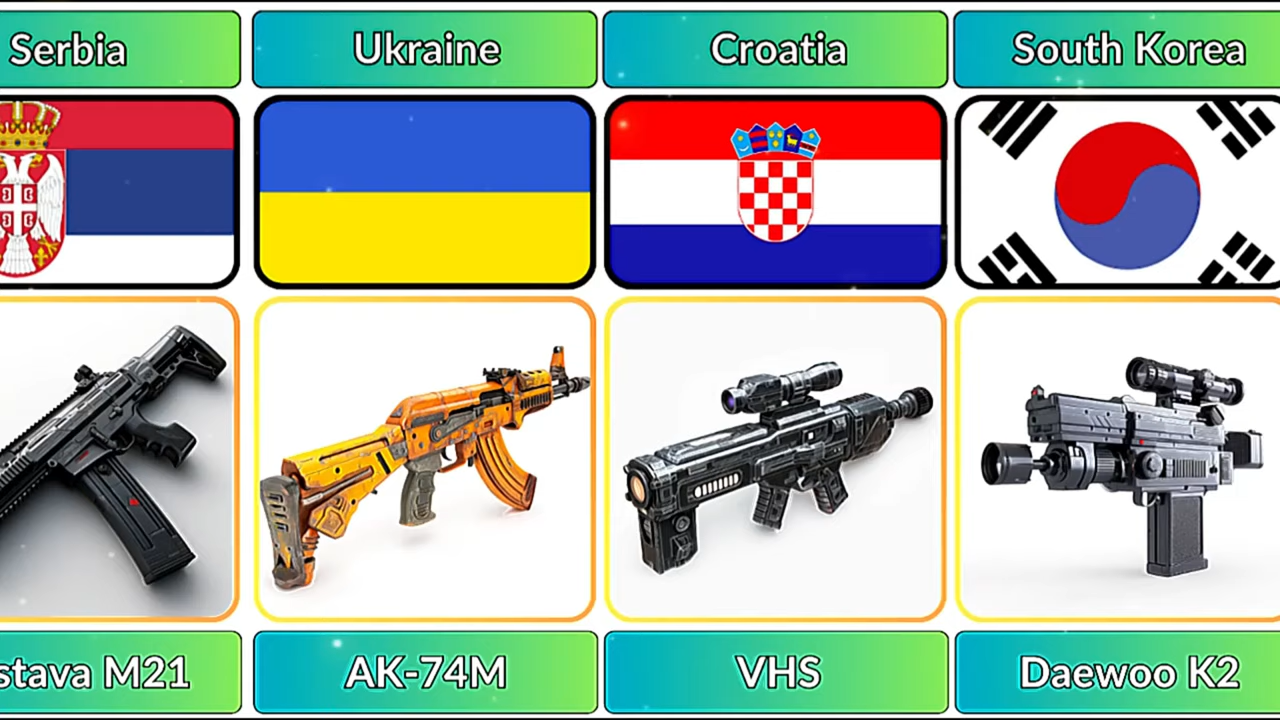 Serbia
Ukraine
Croatia
South Korea
stava M21
AK-74M
VHS
Daewoo K2